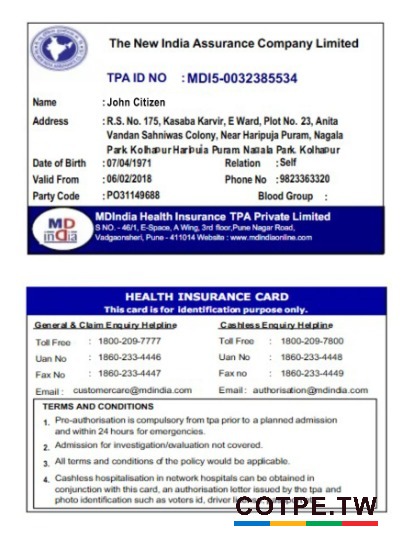 The New India Assurance Company Limited
TPA ID NO : MDI5-0032385534
Name : John Citizen
Address : R.S. No. 175, Kasaba Karvir, E Ward, Plot No. 23, Anita
Vandan Sahniwas Colony, Near Haripuja Puram, Nagala
Park Kolhapur Haripuja Puram Nagala Park Kolhapur
Date of Birth : 07/04/1971 Relation : Self
Valid From : 06/02/2018 Phone No : 9823363320
Party Code : PO31149688 Blood Group :
MD
india
MDIndia Health Insurance TPA Private Limited
S NO. - 46/1, E-Space, A Wing, 3rd floor,Pune Nagar Road,
Vadgaonsheri, Pune - 411014 Website : www.mdindiaonline.com
HEALTH INSURANCE CARD
This card is for identification purpose only.
General & Claim Enquiry Helpline Cashless Enquiry Helpline
Toll Free : 1800-209-7777 Toll Free : 1800-209-7800
Uan No : 1860-233-4446 Uan No : 1860-233-4448
Fax No : 1860-233-4447 Fax no : 1860-233-4449
Email : customercare@mdindia.com Email : authorisation@mdindia.com
TERMS AND CONDITIONS
1. Pre-authorisation is compulsory from tpa prior to a planned admission
and within 24 hours for emergencies.
2. Admission for investigation/evaluation not covered.
3. All terms and conditions of the policy would be applicable.
4. Cashless hospitalisation in network hospitals can be obtained in
conjunction with this card, an authorisation letter issued by the tpa and
photo identification such as voters id, driver
COTPE.TW